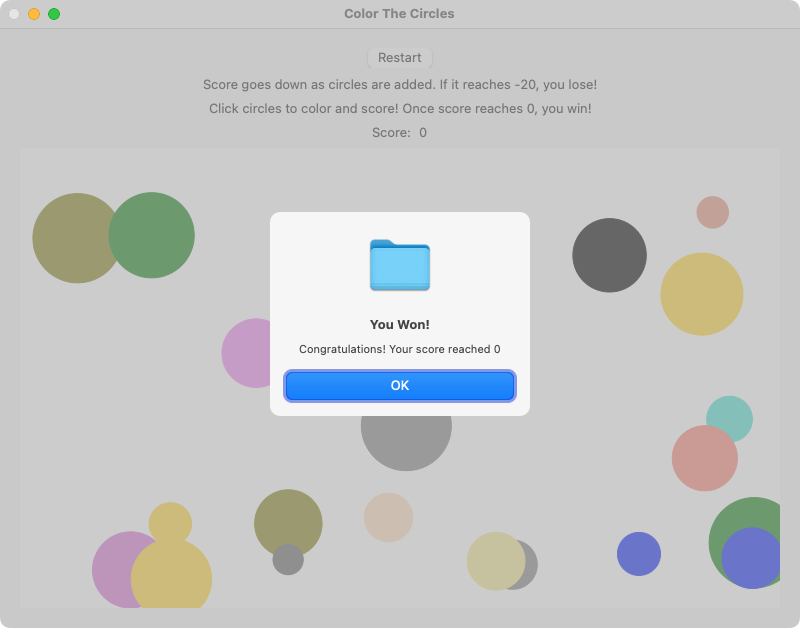 Color The Circles
Restart
Score goes down as circles are added. If it reaches -20, you lose!
Click circles to color and score! Once score reaches 0, you win!
Score: 0
You Won!
Congratulations! Your score reached 0
OK